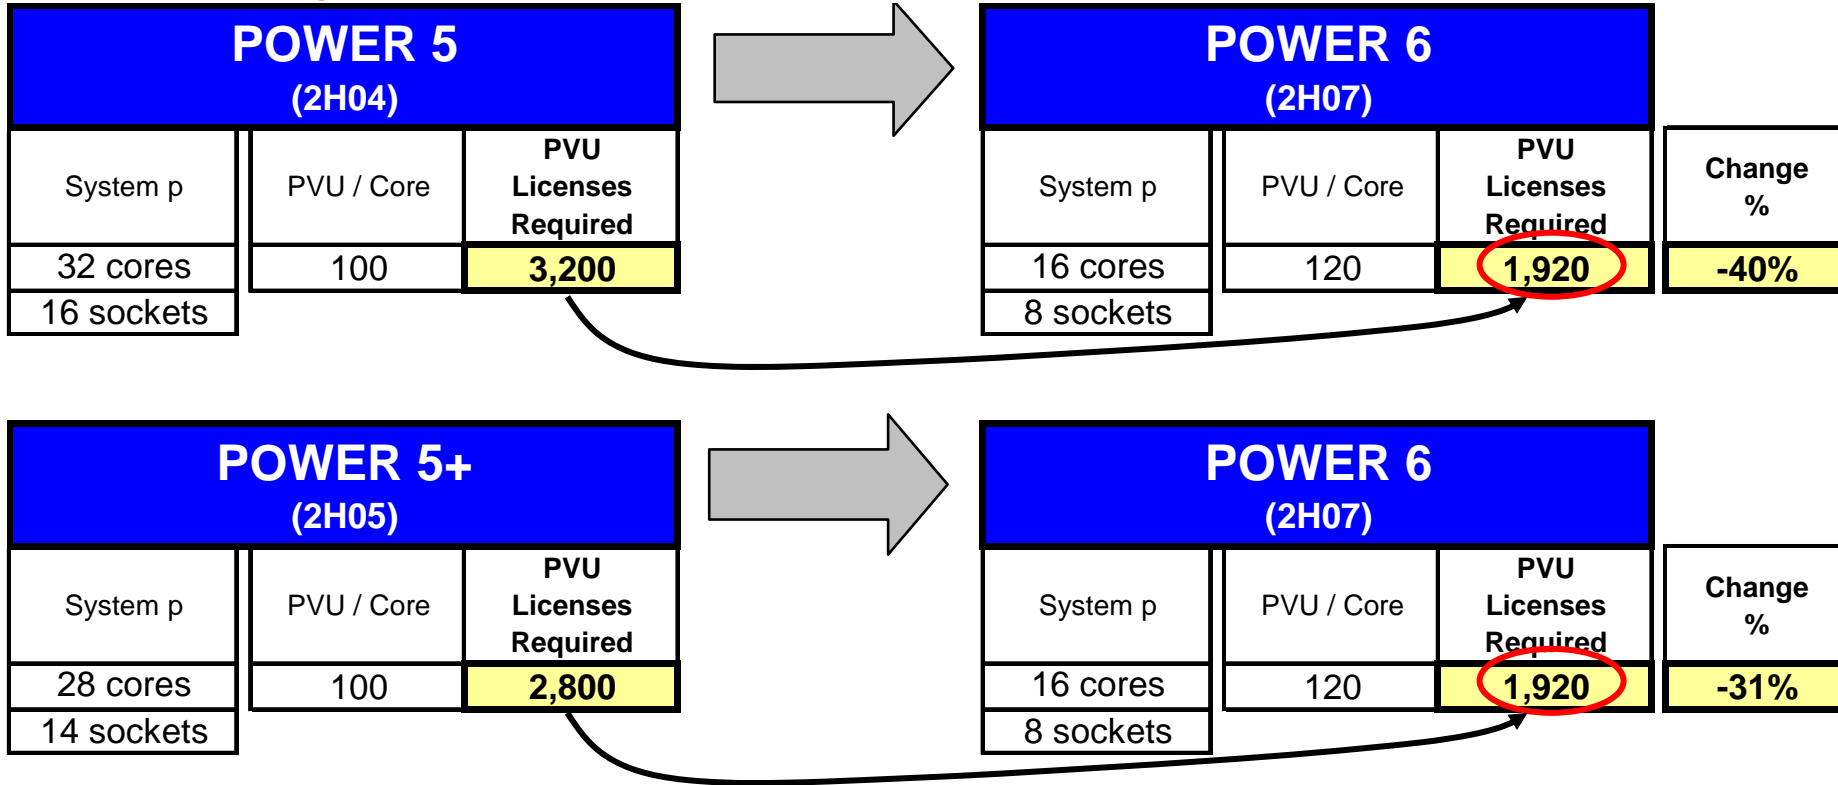 POWER 5
(2H04)
System p
PVU / Core
PVU
Licenses
Required
32 cores
100
3,200
16 sockets
POWER 6
(2H07)
System p
PVU / Core
PVU
Licenses
Required
Change
%
16 cores
120
1,920
-40%
8 sockets
POWER 5+
(2H05)
System p
PVU / Core
PVU
Licenses
Required
28 cores
100
2,800
14 sockets
POWER 6
(2H07)
System p
PVU / Core
PVU
Licenses
Required
Change
%
16 cores
120
1,920
-31%
8 sockets